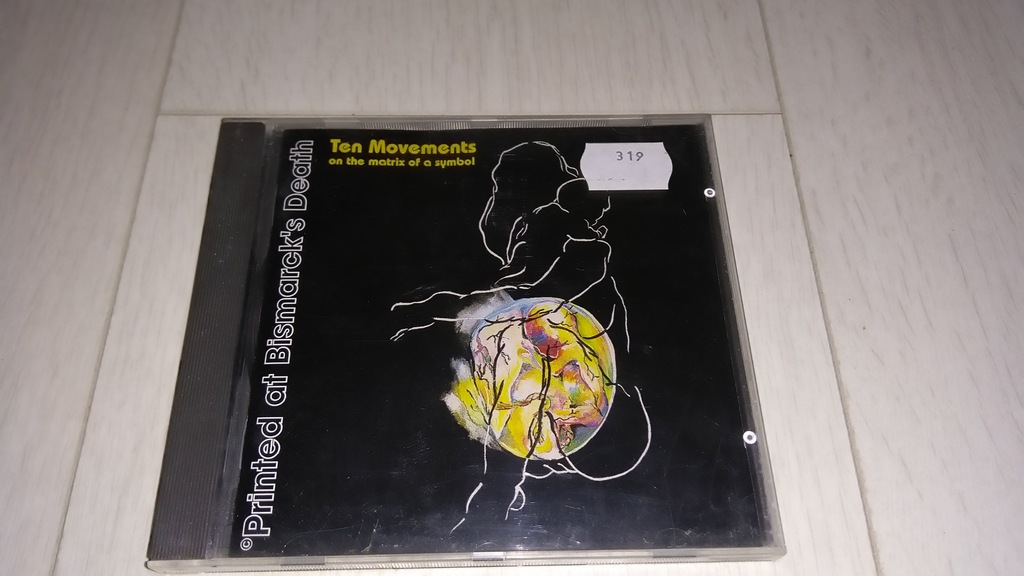 Ten Movements
on the matrix of a symbol
319
©Printed at Bismarck's Death